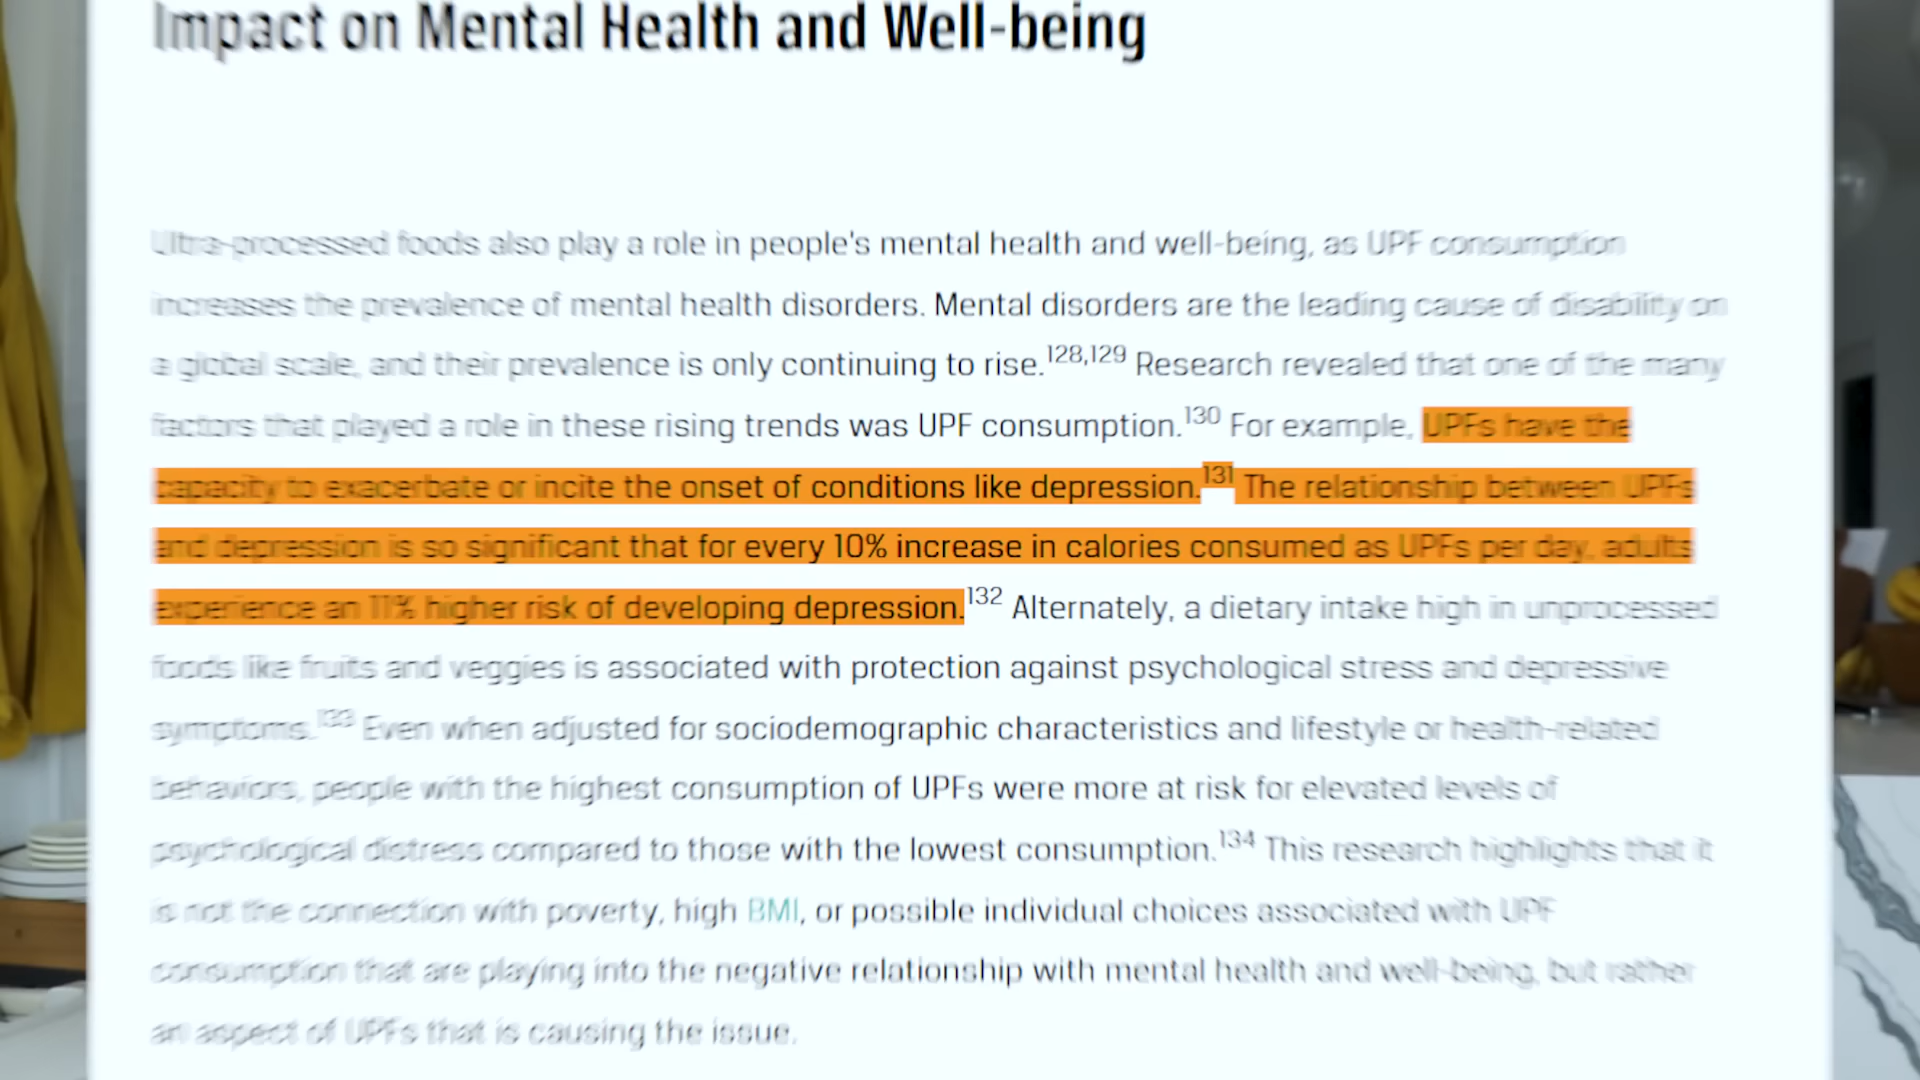 Impact on Mental Health and Well-being
Ultra-processed foods also play a role in people's mental health and well-being, as UPF consumption
increases the prevalence of mental health disorders. Mental disorders are the leading cause of disability on
a global scale, and their prevalence is only continuing to rise.128,129 Research revealed that one of the many
factors that played a role in these rising trends was UPF consumption.130 For example, UPFs have the
capacity to exacerbate or incite the onset of conditions like depression.131 The relationship between UPFs
and depression is so significant that for every 10% increase in calories consumed as UPFs per day, adults
experience an 11% higher risk of developing depression.132 Alternately, a dietary intake high in unprocessed
foods like fruits and veggies is associated with protection against psychological stress and depressive
symptoms.133 Even when adjusted for sociodemographic characteristics and lifestyle or health-related
behaviors, people with the highest consumption of UPFs were more at risk for elevated levels of
psychological distress compared to those with the lowest consumption.134 This research highlights that it
is not the connection with poverty, high BMI, or possible individual choices associated with UPF
consumption that are playing into the negative relationship with mental health and well-being, but rather
an aspect of UPFs that is causing the issue.